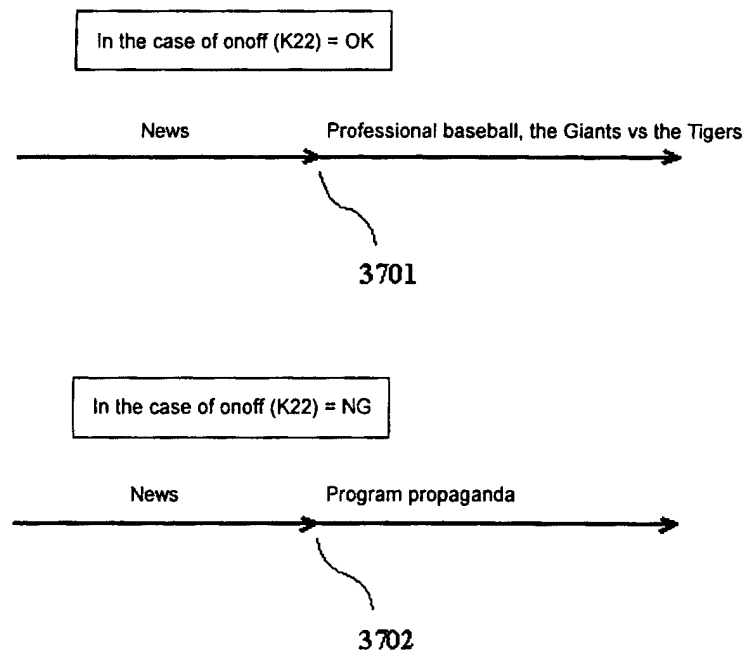 In the case of onoff (K22) = OK
News
Professional baseball, the Giants vs the Tigers
3701
In the case of onoff (K22) = NG
News
Program propaganda
3702